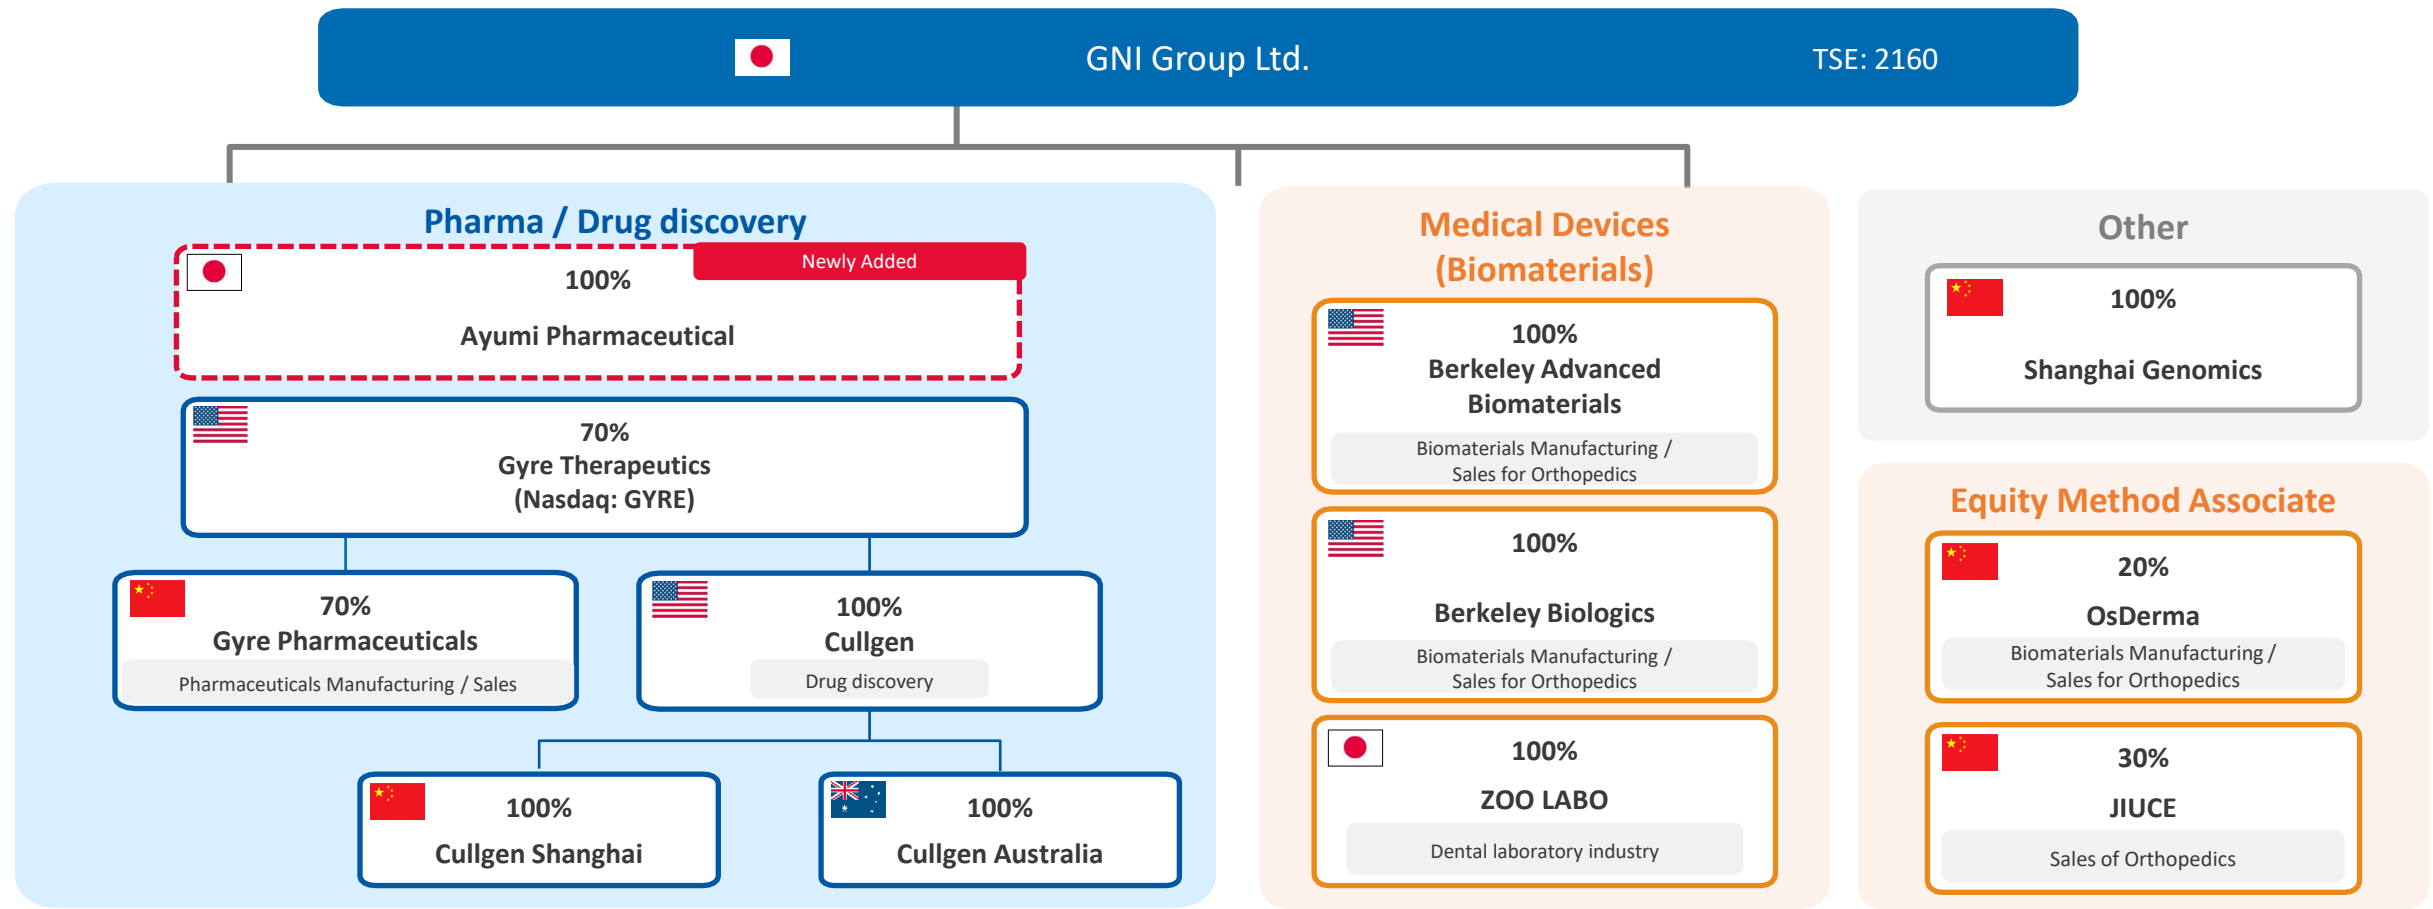 GNI Group Ltd.
TSE: 2160
Pharma / Drug discovery
Newly Added
100%
Ayumi Pharmaceutical
70%
Gyre Therapeutics
(Nasdaq: GYRE)
70%
Gyre Pharmaceuticals
Pharmaceuticals Manufacturing / Sales
100%
Cullgen
Drug discovery
100%
Cullgen Shanghai
100%
Cullgen Australia
Medical Devices
(Biomaterials)
100%
Berkeley Advanced
Biomaterials
Biomaterials Manufacturing /
Sales for Orthopedics
100%
Berkeley Biologics
Biomaterials Manufacturing /
Sales for Orthopedics
100%
ZOO LABO
Dental laboratory industry
Other
100%
Shanghai Genomics
Equity Method Associate
20%
OsDerma
Biomaterials Manufacturing /
Sales for Orthopedics
30%
JIUCE
Sales of Orthopedics